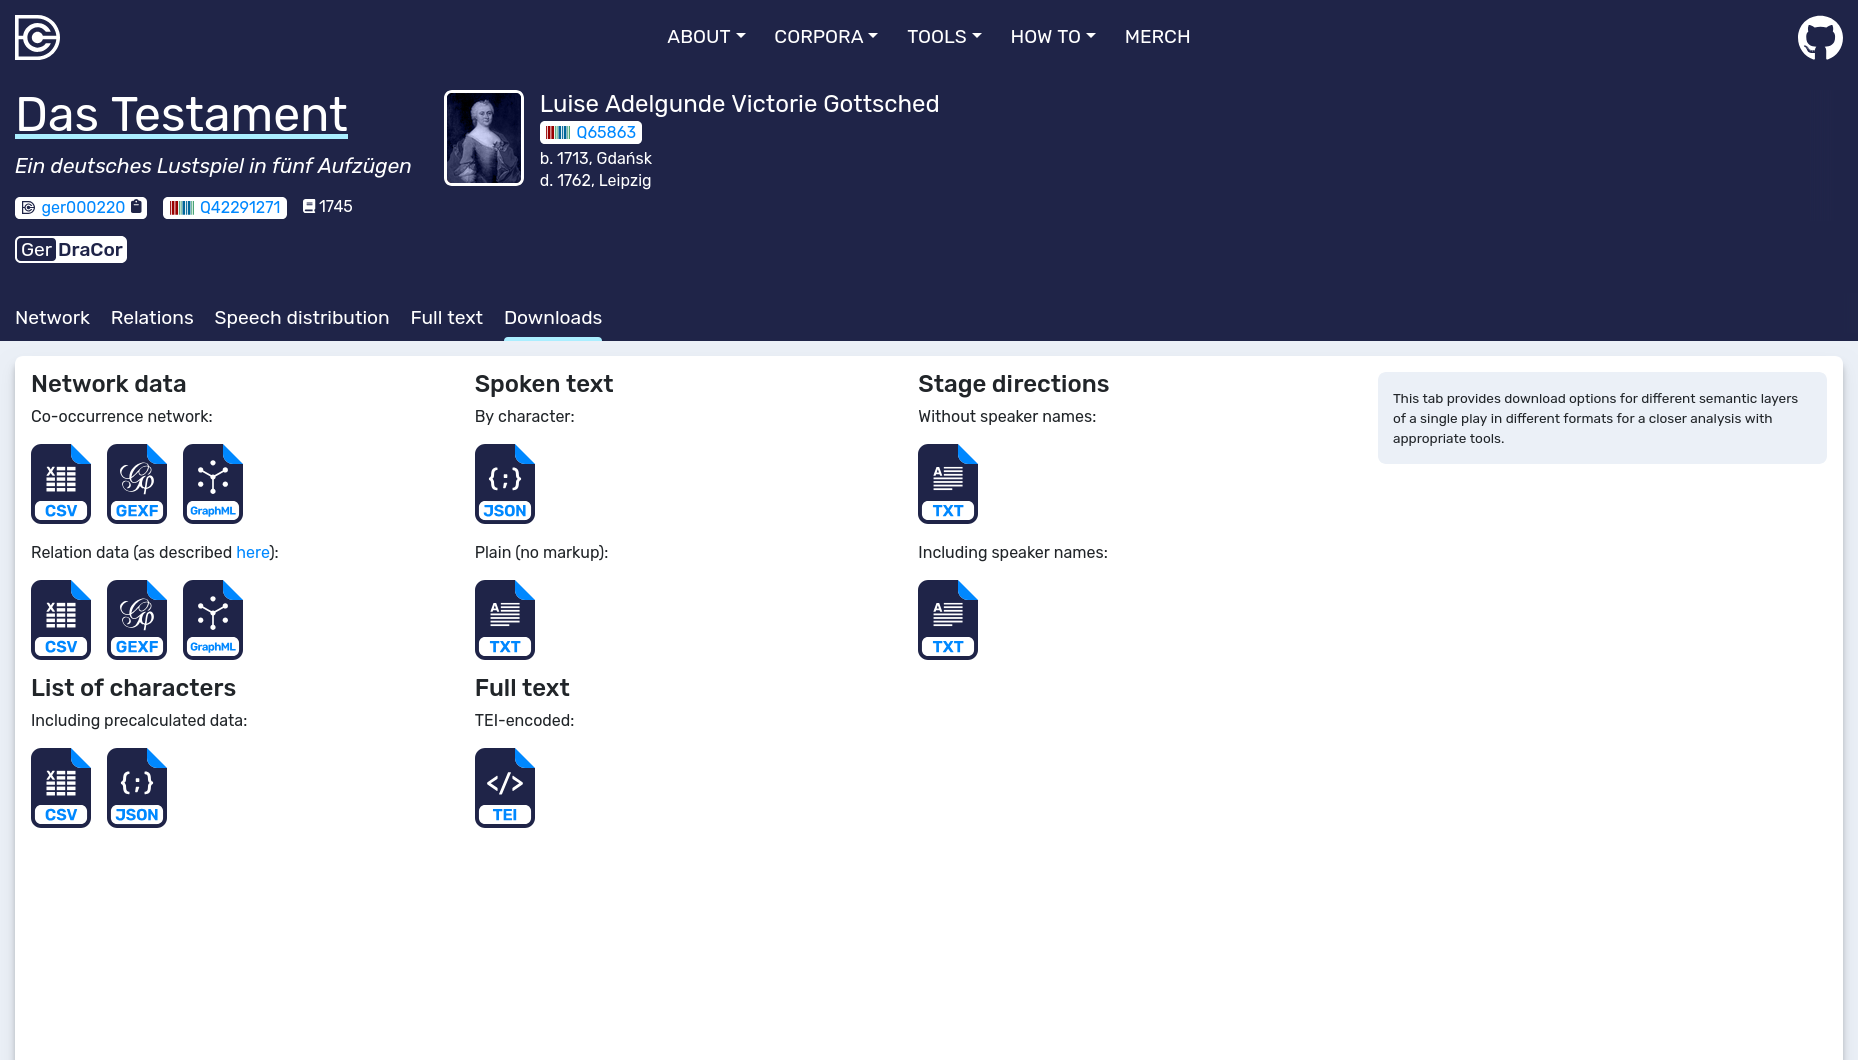 ABOUT CORPORA TOOLS HOW TO MERCH
Das Testament
Ein deutsches Lustspiel in fünf Aufzügen
ger000220 Q42291271 1745
GerDraCor
Luise Adelgunde Victorie Gottsched
Q65863
b. 1713, Gdańsk
d. 1762, Leipzig
Network Relations Speech distribution Full text Downloads
Network data
Co-occurrence network:
CSV GEXF GraphML
Relation data (as described here):
CSV GEXF GraphML
List of characters
Including precalculated data:
CSV JSON
Spoken text
By character:
JSON
Plain (no markup):
TXT
Full text
TEI-encoded:
TEI
Stage directions
Without speaker names:
TXT
Including speaker names:
TXT
This tab provides download options for different semantic layers
of a single play in different formats for a closer analysis with
appropriate tools.